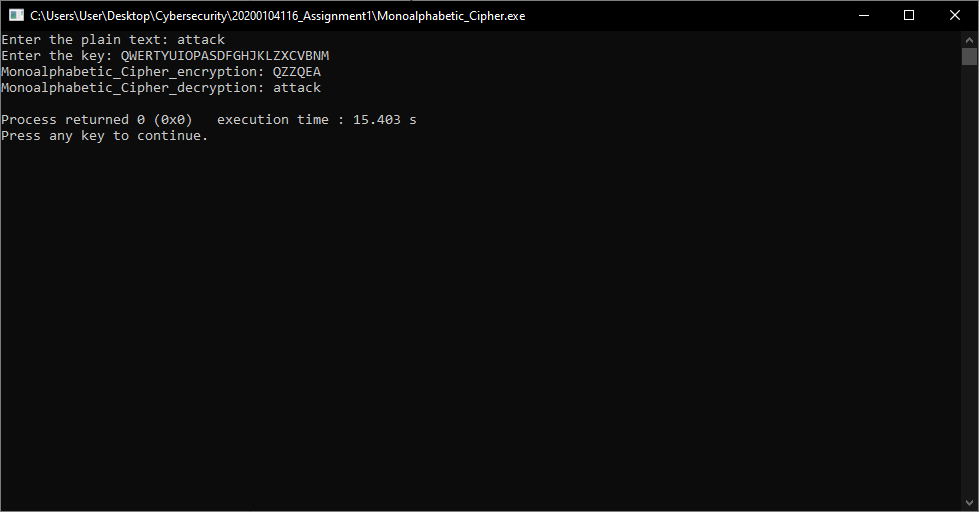 C:\Users\User\Desktop\Cybersecurity\20200104116_Assignment1\Monoalphabetic_Cipher.exe
Enter the plain text: attack
Enter the key: QWERTYUIOPASDFGHJKLZXCVBNM
Monoalphabetic_Cipher_encryption: QZZQEA
Monoalphabetic_Cipher_decryption: attack
Process returned 0 (0x0)   execution time : 15.403 s
Press any key to continue.